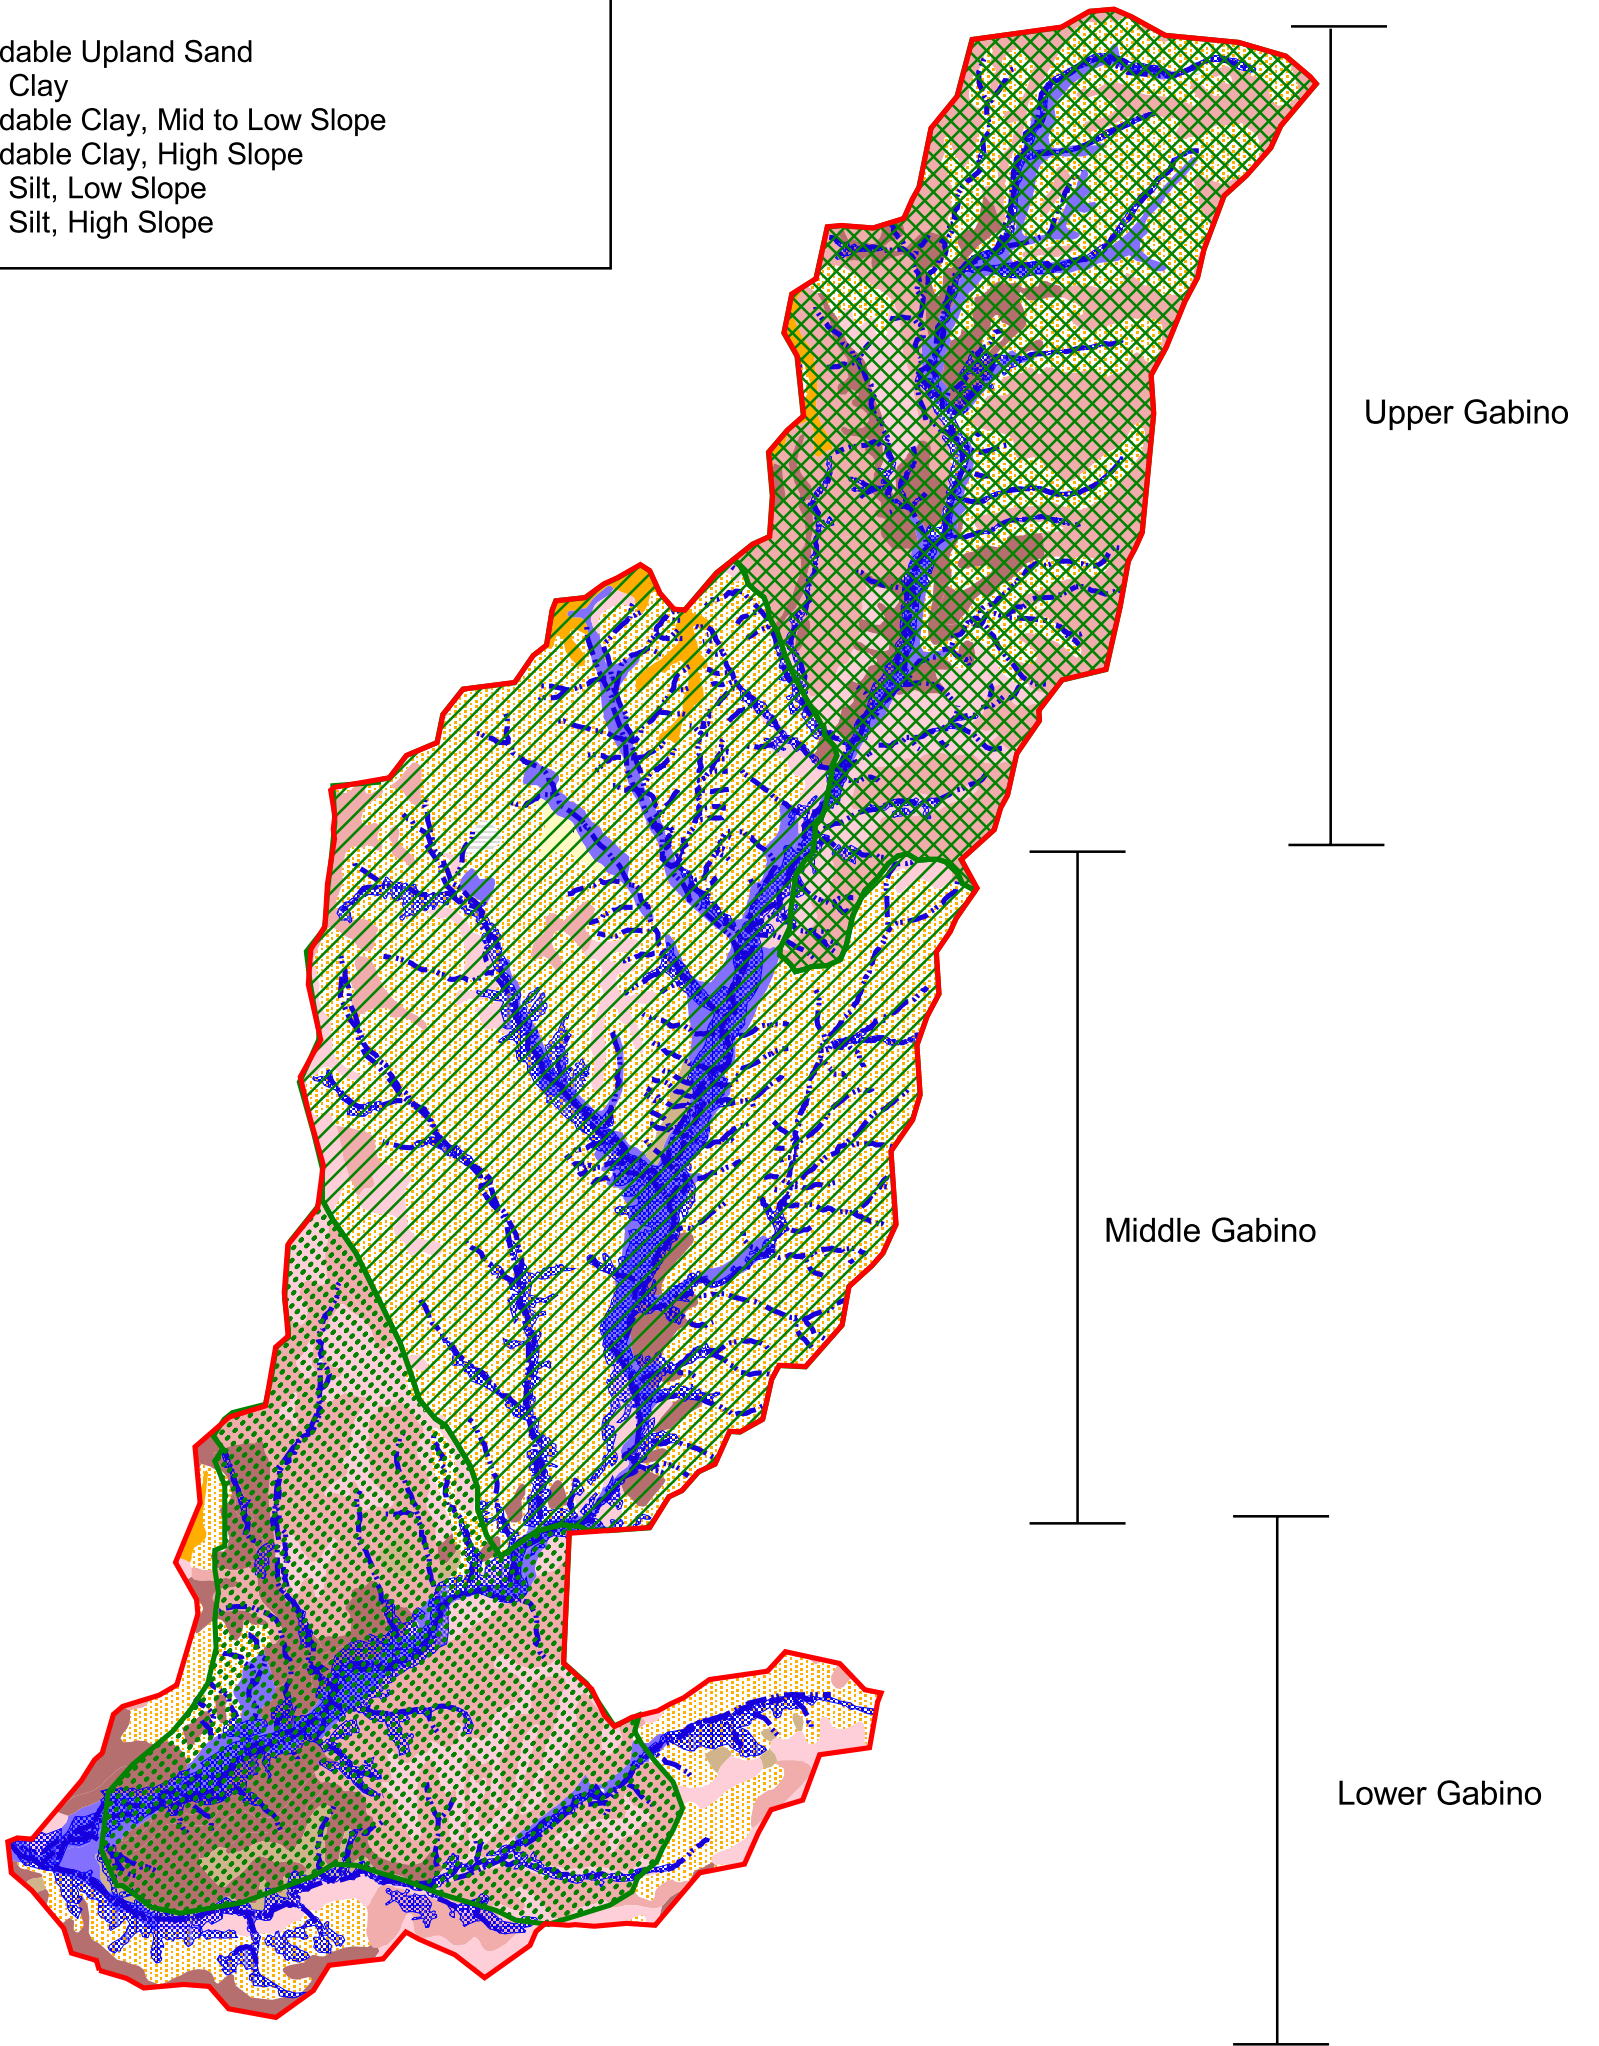 dable Upland Sand
Clay
dable Clay, Mid to Low Slope
dable Clay, High Slope
Silt, Low Slope
Silt, High Slope
Upper Gabino
Middle Gabino
Lower Gabino